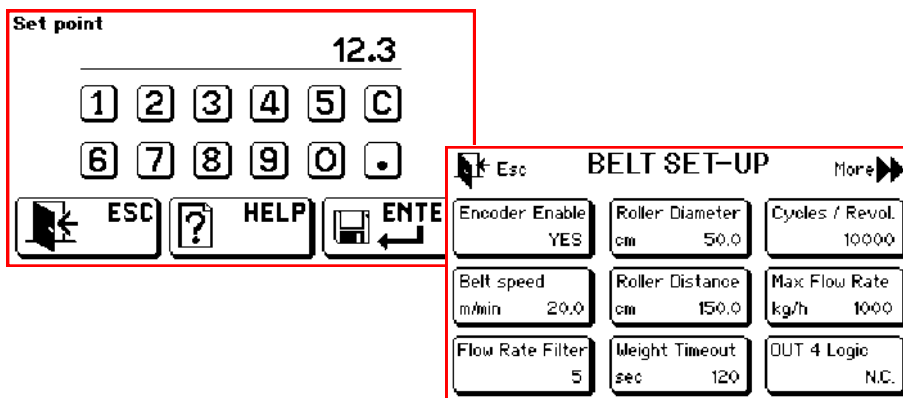 Set point
12.3
1 2 3 4 5 C
6 7 8 9 0 .
ESC HELP ENTE
Esc BELT SET-UP More
Encoder Enable Roller Diameter Cycles / Revol.
YES cm 50.0 10000
Belt speed Roller Distance Max Flow Rate
m/min 20.0 cm 150.0 kg/h 1000
Flow Rate Filter Weight Timeout OUT 4 Logic
5 sec 120 N.C.